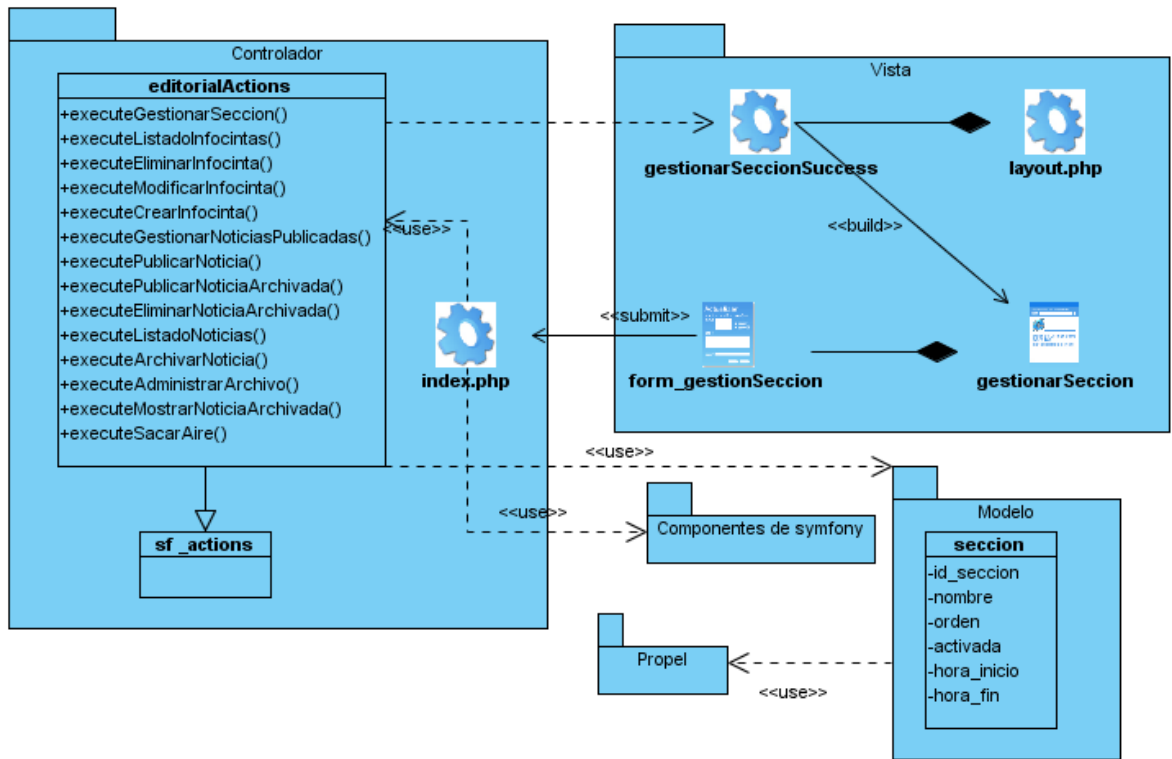 Controlador
editorialActions
+executeGestionarSeccion()
+executeListadoInfocintas()
+executeEliminarInfocinta()
+executeModificarInfocinta()
+executeCrearInfocinta()
+executeGestionarNoticiasPublicadas()
+executePublicarNoticia()
+executePublicarNoticiaArchivada()
+executeEliminarNoticiaArchivada()
+executeListadoNoticias()
+executeArchivarNoticia()
+executeAdministrarArchivo()
+executeMostrarNoticiaArchivada()
+executeSacarAire()
sf _actions
<<use>>
index.php
<<submit>>
Vista
gestionarSeccionSuccess
layout.php
<<build>>
form_gestionSeccion
gestionarSeccion
<<use>>
<<use>>
Componentes de symfony
Modelo
seccion
-id_seccion
-nombre
-orden
-activada
-hora_inicio
-hora_fin
Propel
<<use>>